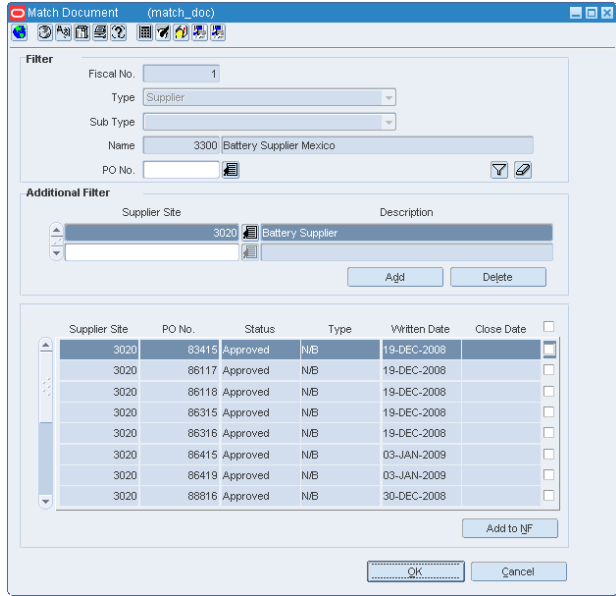 Match Document (match_doc)
Filter
Fiscal No. 1
Type Supplier
Sub Type
Name 3300 Battery Supplier Mexico
PO No.
Additional Filter
Supplier Site Description
3020 Battery Supplier
Add Delete
Supplier Site PO No. Status Type Written Date Close Date
3020 83415 Approved N/B 19-DEC-2008
3020 86117 Approved N/B 19-DEC-2008
3020 86118 Approved N/B 19-DEC-2008
3020 86315 Approved N/B 19-DEC-2008
3020 86316 Approved N/B 19-DEC-2008
3020 86415 Approved N/B 03-JAN-2009
3020 86419 Approved N/B 03-JAN-2009
3020 88816 Approved N/B 30-DEC-2008
Add to NF
OK Cancel